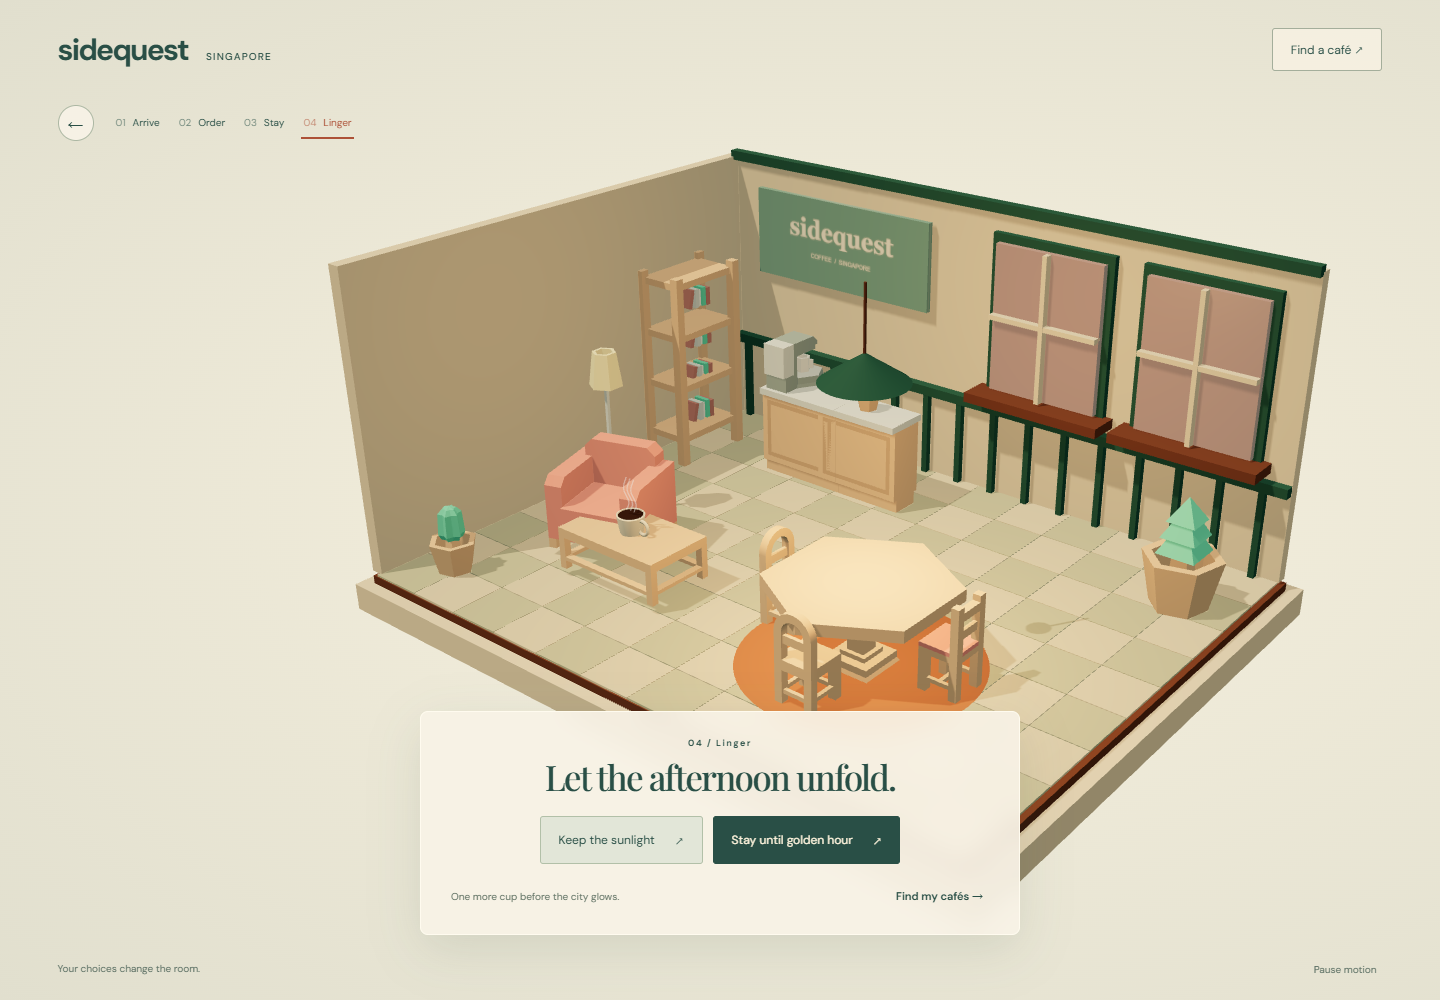 sidequest SINGAPORE
Find a café ↗
← 01 Arrive 02 Order 03 Stay 04 Linger
sidequest
COFFEE / SINGAPORE
04 / Linger
Let the afternoon unfold.
Keep the sunlight ↗ Stay until golden hour ↗
One more cup before the city glows. Find my cafés →
Your choices change the room. Pause motion